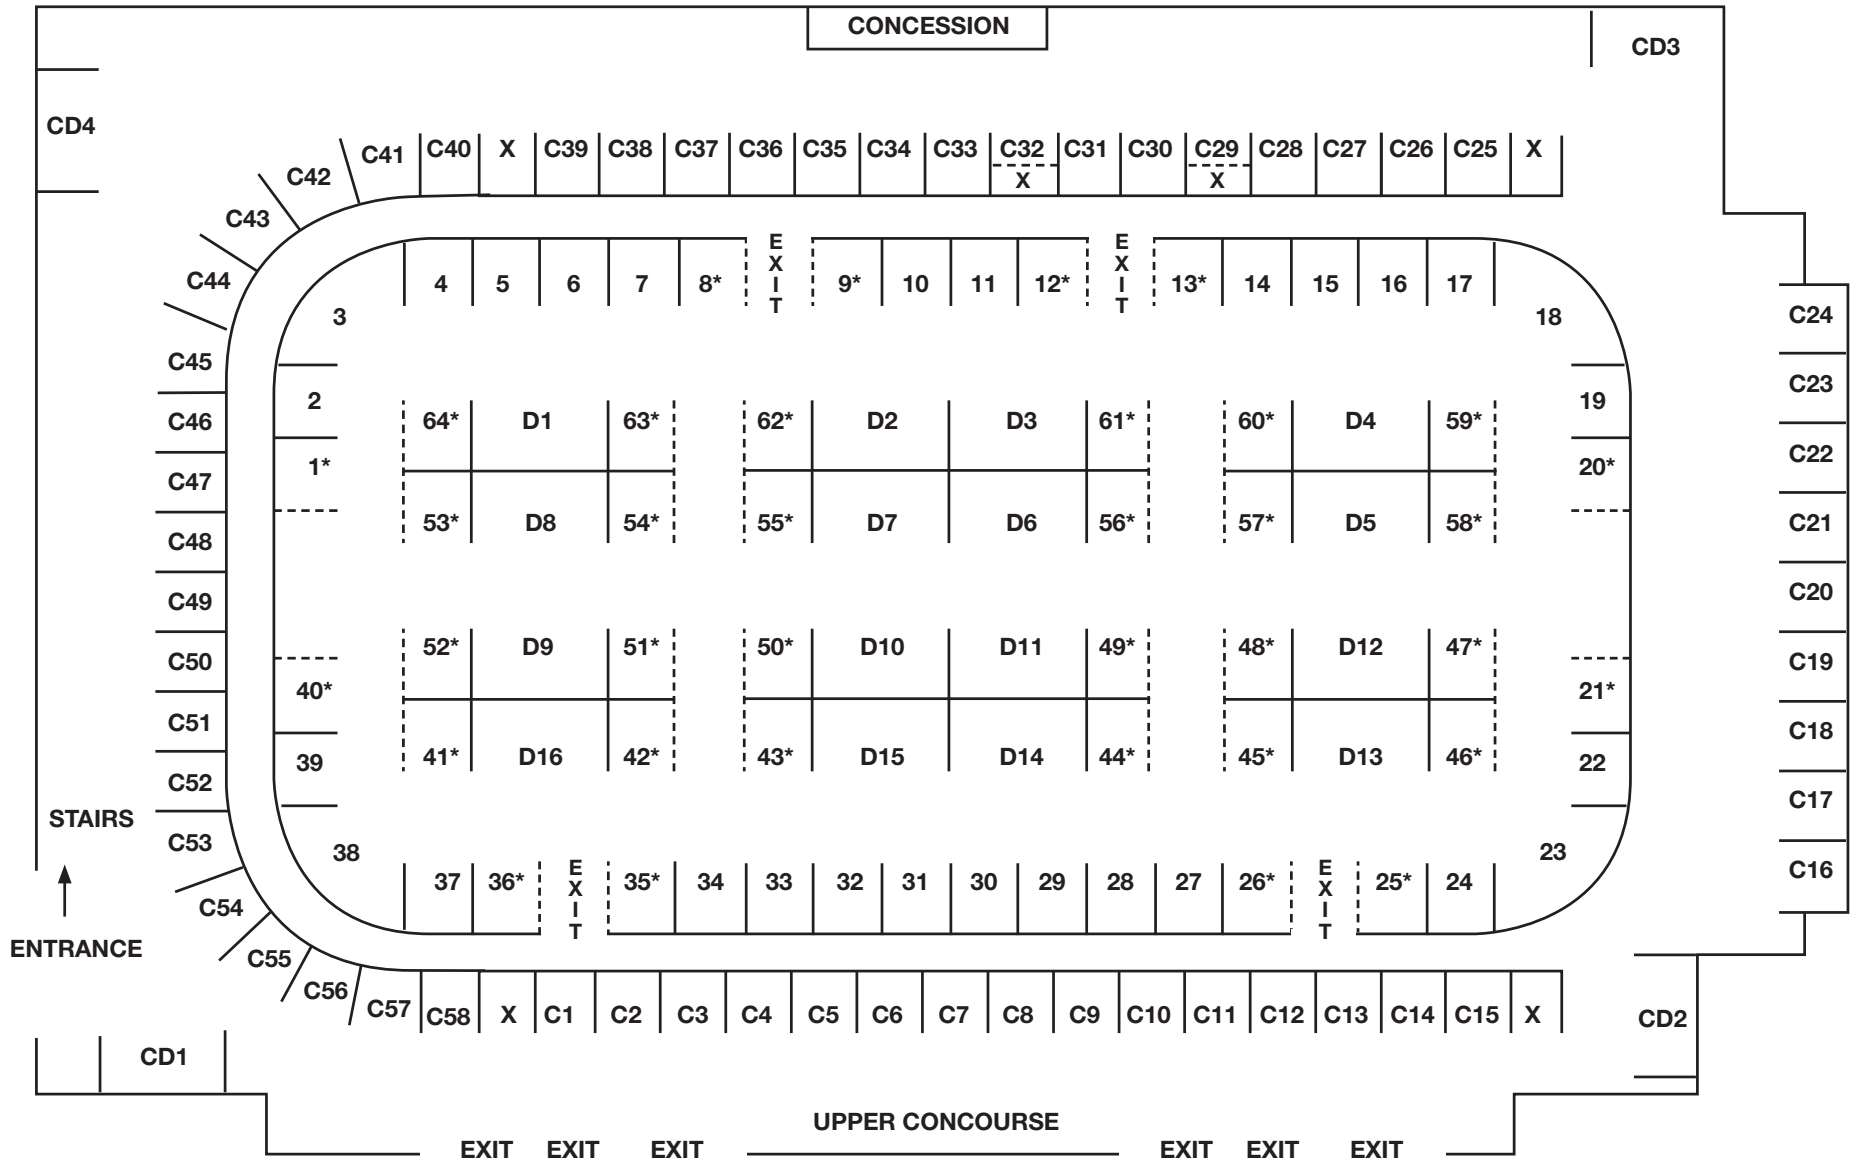 CONCESSION
CD3
CD4
C41 C40 X C39 C38 C37 C36 C35 C34 C33 C32 C31 C30 C29 C28 C27 C26 C25 X
X X
C42
C43
C44
C45
C46
C47
C48
C49
C50
C51
C52
C53
C54
C55
C56
C57
EXIT EXIT
4 5 6 7 8* 9* 10 11 12* 13* 14 15 16 17
3 18
2 19
1* 20*
64* D1 63* 62* D2 D3 61* 60* D4 59*
53* D8 54* 55* D7 D6 56* 57* D5 58*
52* D9 51* 50* D10 D11 49* 48* D12 47*
40* 21*
41* D16 42* 43* D15 D14 44* 45* D13 46*
39 22
38 23
37 36* EXIT 35* 34 33 32 31 30 29 28 27 26* EXIT 25* 24
C24
C23
C22
C21
C20
C19
C18
C17
C16
STAIRS
ENTRANCE
C58 X C1 C2 C3 C4 C5 C6 C7 C8 C9 C10 C11 C12 C13 C14 C15 X
CD2
CD1
UPPER CONCOURSE
EXIT EXIT EXIT EXIT EXIT EXIT